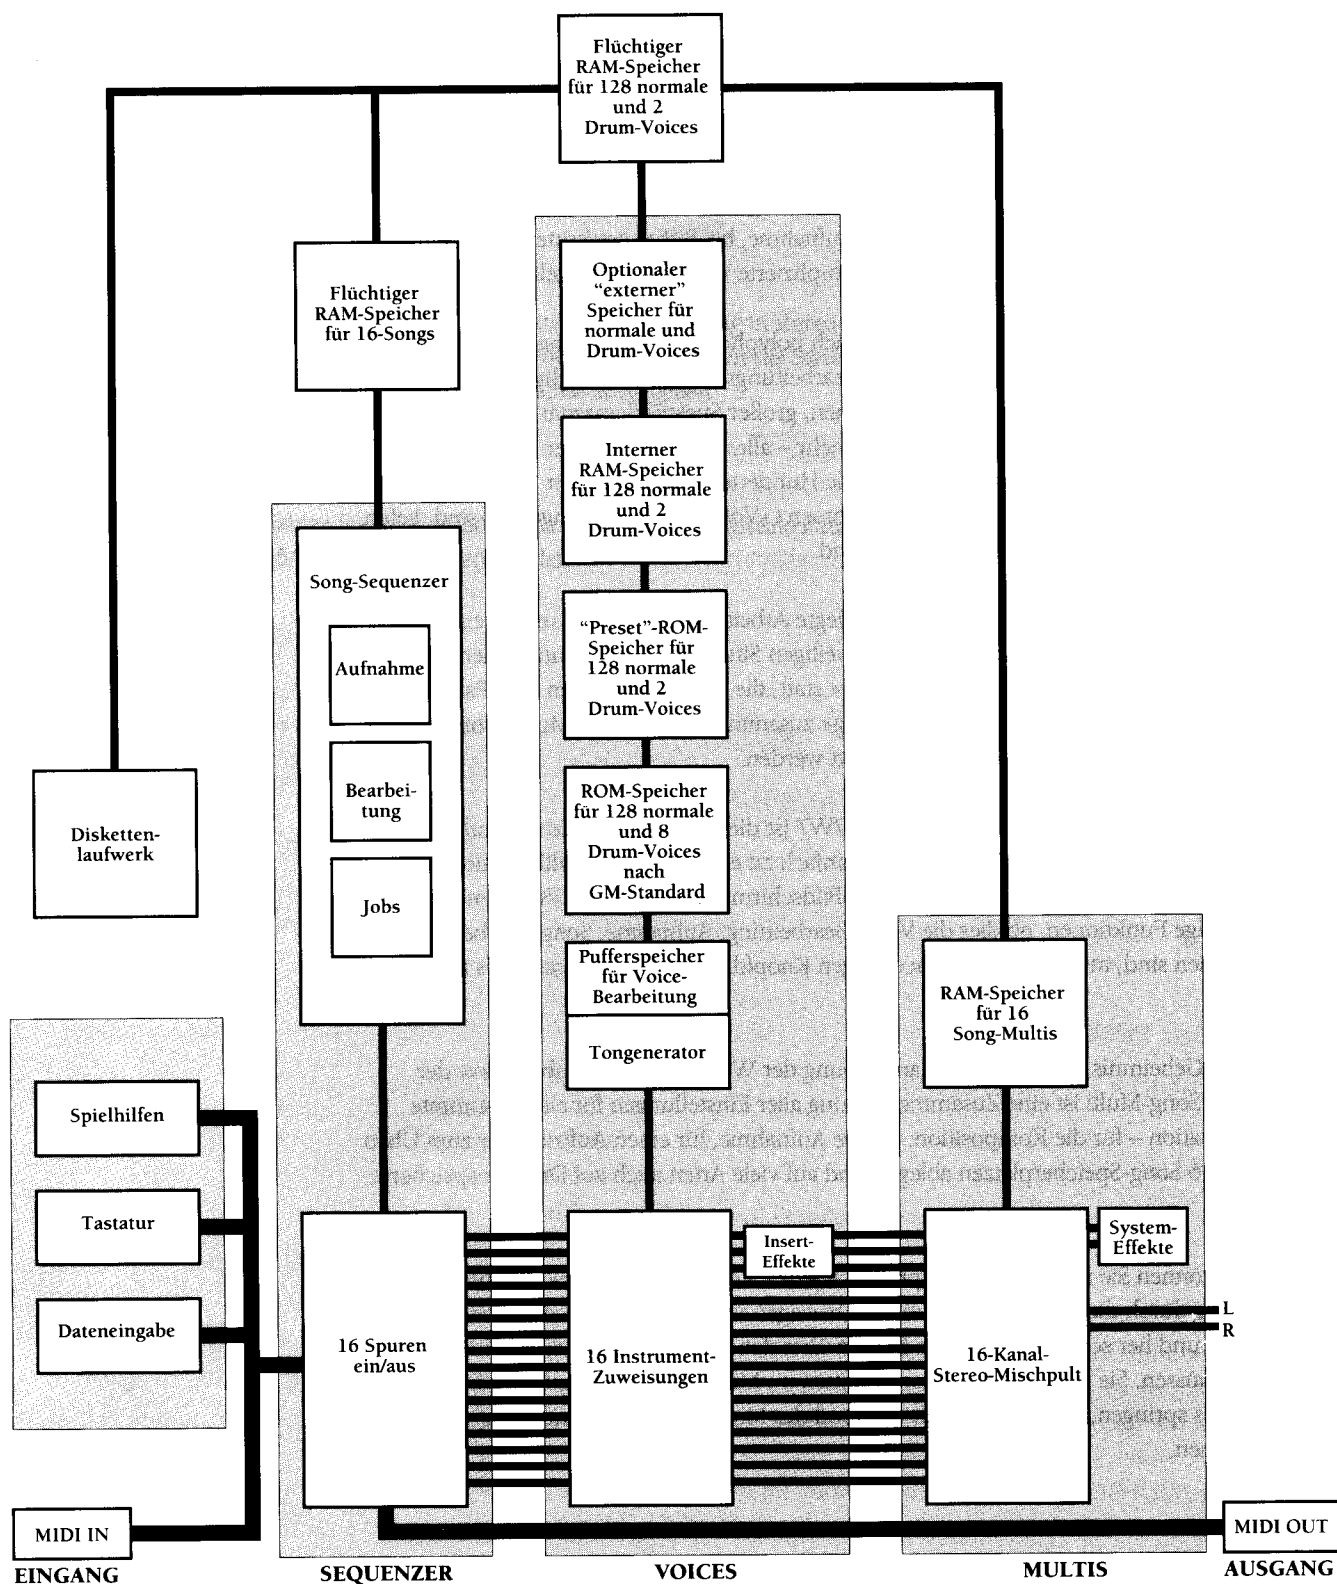 Flüchtiger
RAM-Speicher
für 128 normale
und 2
Drum-Voices
Flüchtiger
RAM-Speicher
für 16-Songs
Optionaler
“externer”
Speicher für
normale und
Drum-Voices
Interner
RAM-Speicher
für 128 normale
und 2
Drum-Voices
Song-Sequenzer
Aufnahme
Bearbei-
tung
Jobs
“Preset”-ROM-
Speicher für
128 normale
und 2
Drum-Voices
Disketten-
laufwerk
ROM-Speicher
für 128 normale
und 8
Drum-Voices
nach
GM-Standard
Pufferspeicher
für Voice-
Bearbeitung
Tongenerator
RAM-Speicher
für 16
Song-Multis
Spielhilfen
Tastatur
Dateneingabe
16 Spuren
ein/aus
16 Instrument-
Zuweisungen
Insert-
Effekte
16-Kanal-
Stereo-Mischpult
System-
Effekte
L
R
MIDI IN
MIDI OUT
EINGANG
SEQUENZER
VOICES
MULTIS
AUSGANG